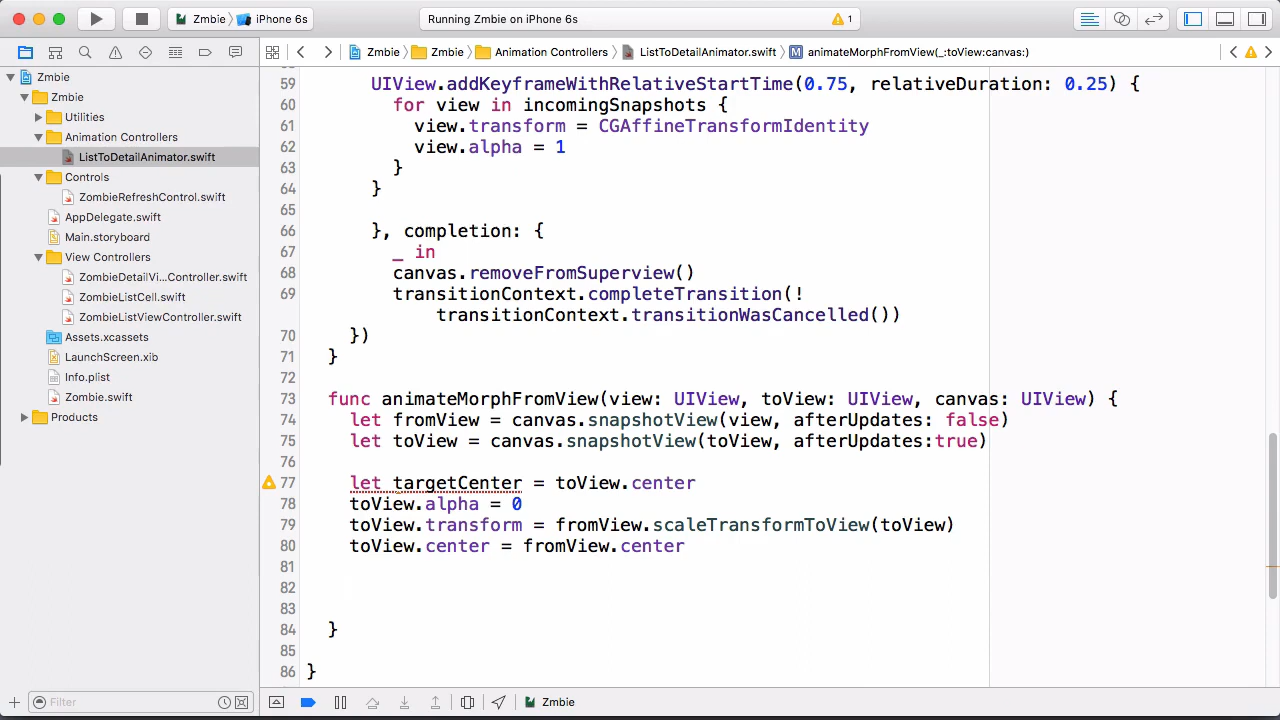 Zmbie
iPhone 6s
Running Zmbie on iPhone 6s
1
Zmbie
Zmbie
Animation Controllers
ListToDetailAnimator.swift
M
animateMorphFromView(_:toView:canvas:)
Zmbie
Zmbie
Utilities
Animation Controllers
ListToDetailAnimator.swift
Controls
ZombieRefreshControl.swift
AppDelegate.swift
Main.storyboard
View Controllers
ZombieDetailVi...Controller.swift
ZombieListCell.swift
ZombieListViewController.swift
Assets.xcassets
LaunchScreen.xib
Info.plist
Zombie.swift
Products
Filter
59 UIView.addKeyframeWithRelativeStartTime(0.75, relativeDuration: 0.25) {
60 for view in incomingSnapshots {
61 view.transform = CGAffineTransformIdentity
62 view.alpha = 1
63 }
64 }
65
66 }, completion: {
67 _ in
68 canvas.removeFromSuperview()
69 transitionContext.completeTransition(!
transitionContext.transitionWasCancelled())
70 })
71 }
72
73 func animateMorphFromView(view: UIView, toView: UIView, canvas: UIView) {
74 let fromView = canvas.snapshotView(view, afterUpdates: false)
75 let toView = canvas.snapshotView(toView, afterUpdates:true)
76
77 let targetCenter = toView.center
78 toView.alpha = 0
79 toView.transform = fromView.scaleTransformToView(toView)
80 toView.center = fromView.center
81
82
83
84 }
85
86 }
Zmbie